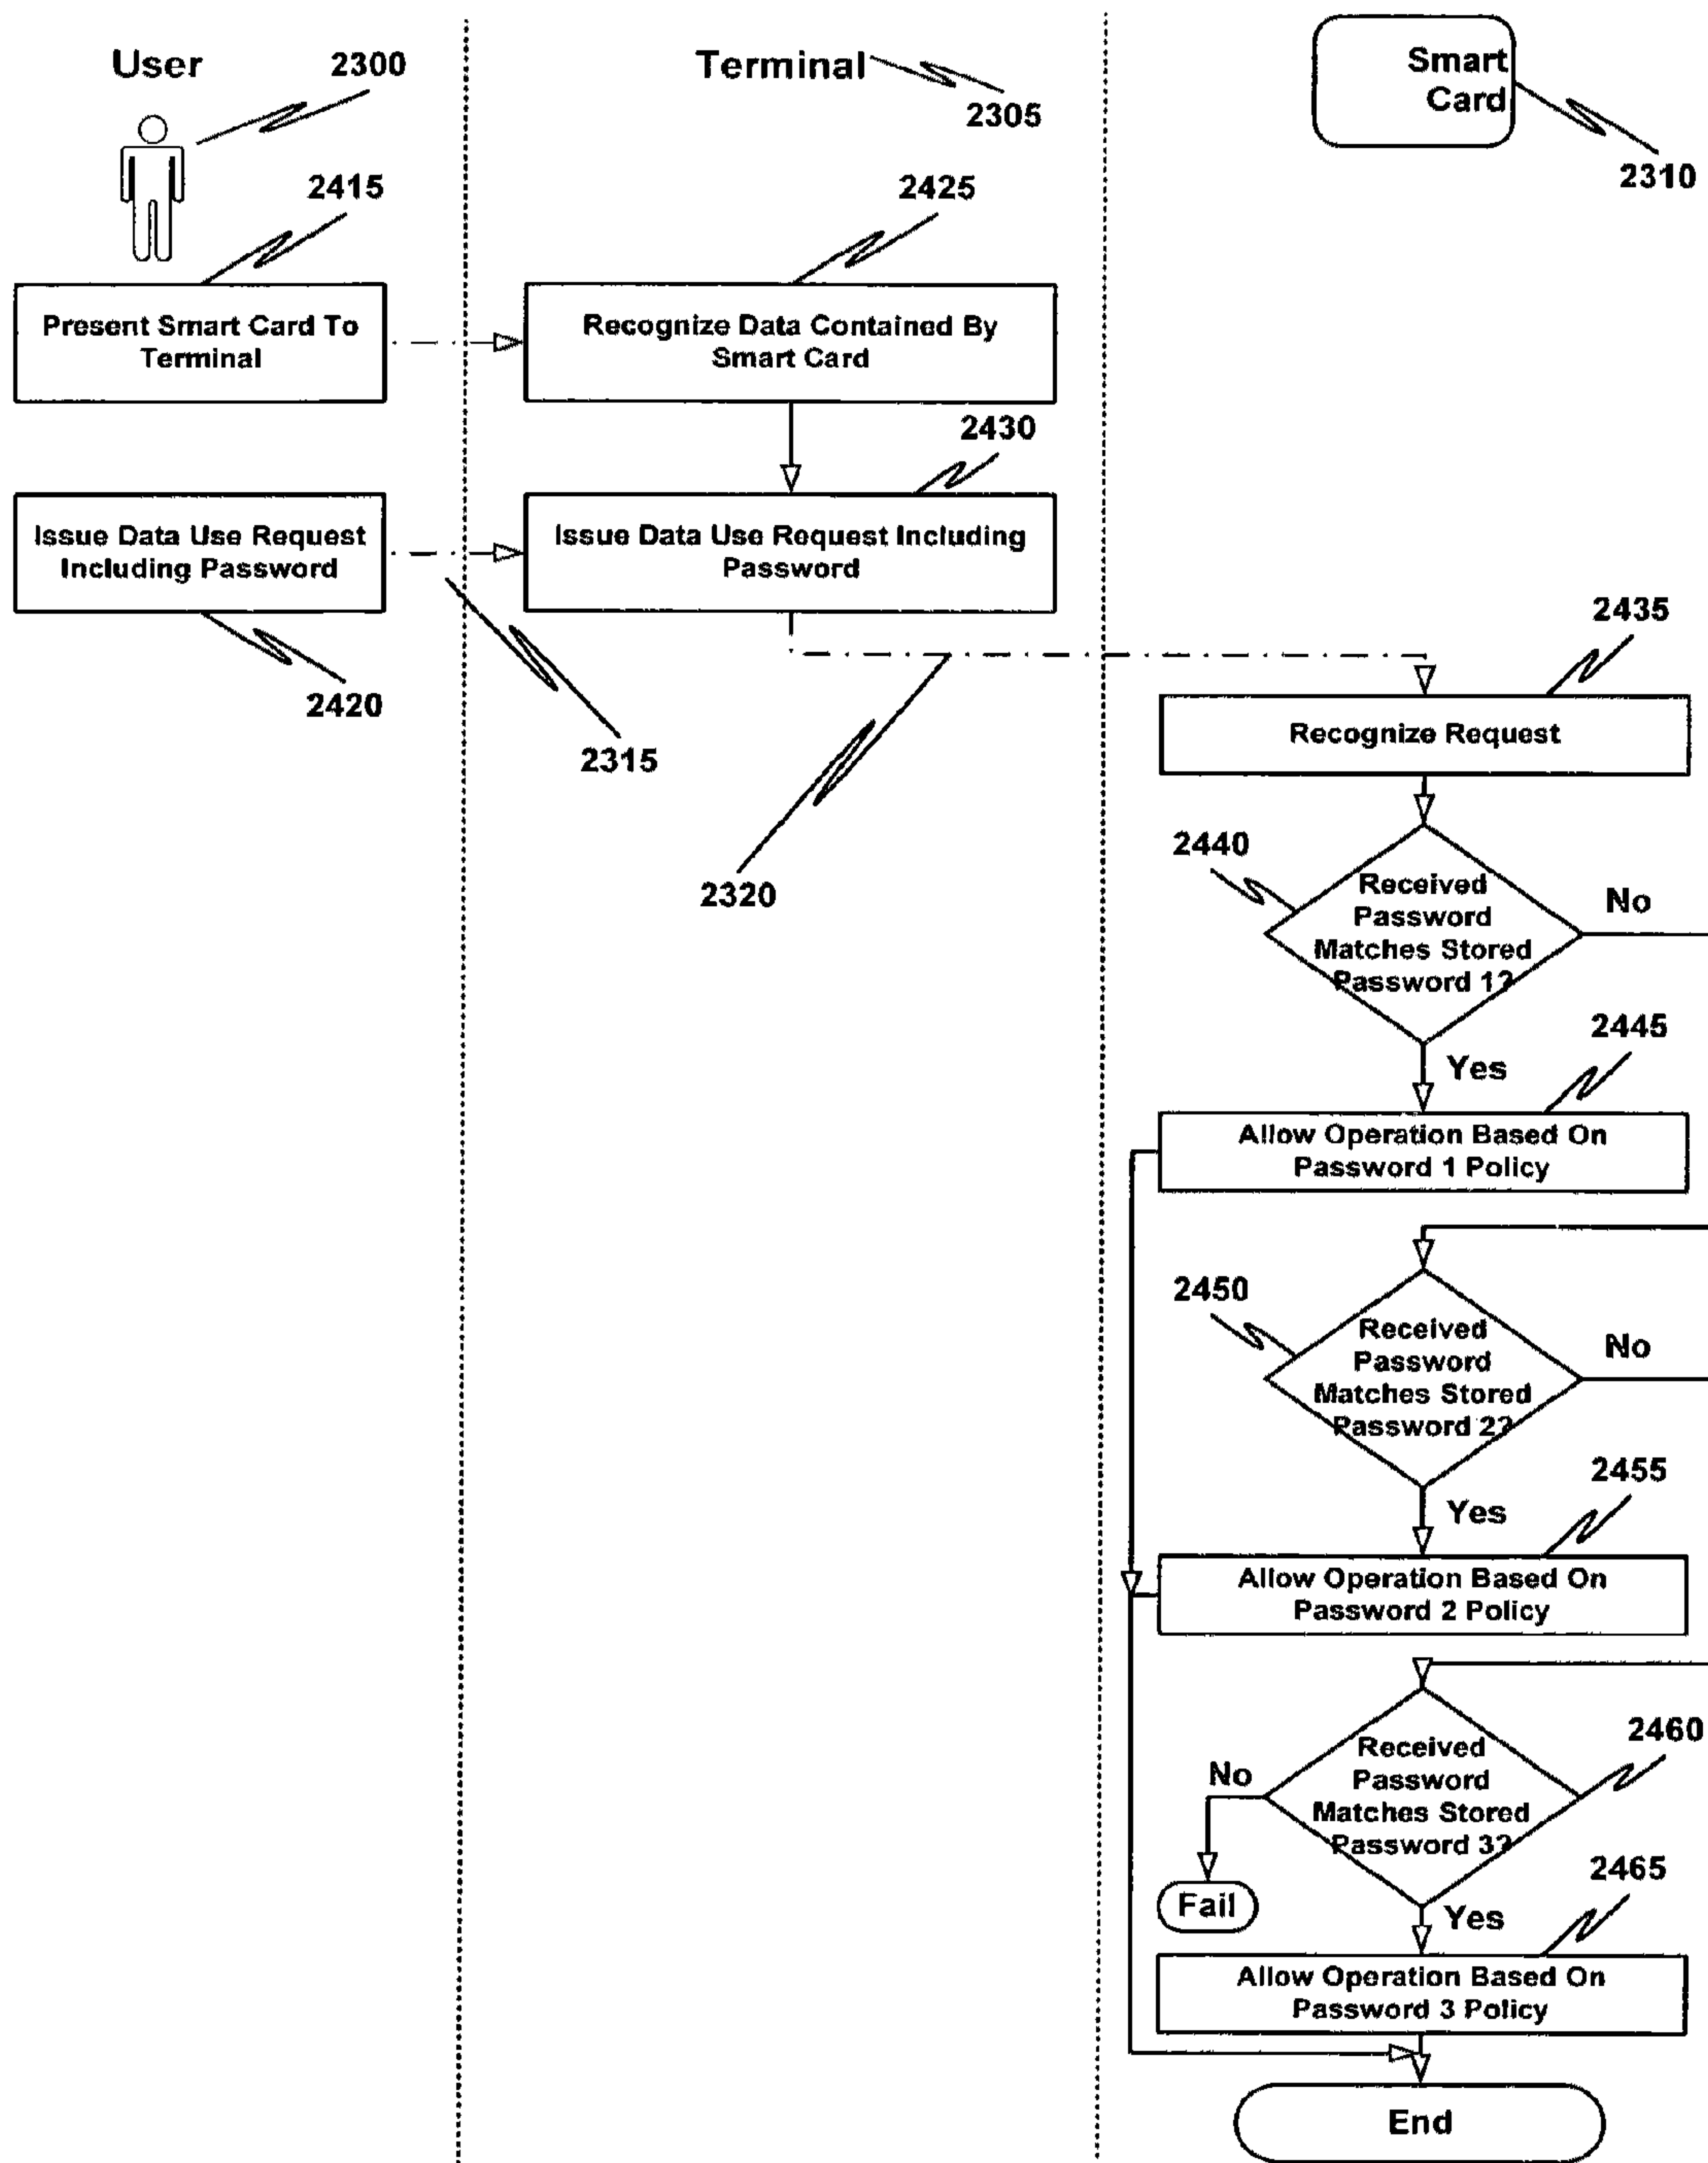 User
2300
Terminal
2305
Smart
Card
2310
2415
2425
Present Smart Card To
Terminal
Recognize Data Contained By
Smart Card
2430
Issue Data Use Request
Including Password
Issue Data Use Request Including
Password
2420
2315
2320
2435
Recognize Request
2440
Received
Password
Matches Stored
Password 1?
No
2445
Yes
Allow Operation Based On
Password 1 Policy
2450
Received
Password
Matches Stored
Password 2?
No
2455
Yes
Allow Operation Based On
Password 2 Policy
2460
Received
Password
Matches Stored
Password 3?
No
2465
Fail
Yes
Allow Operation Based On
Password 3 Policy
End